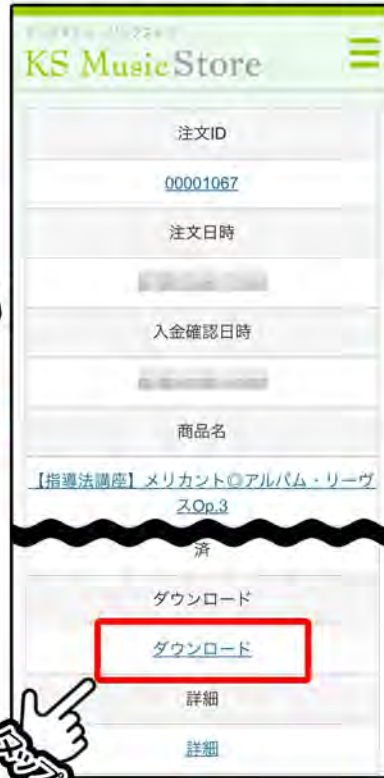 KS Music Store
注文ID
00001067
注文日時
入金確認日時
商品名
【指導法講座】メリカント◎アルバム・リーヴ
スOp.3
済
ダウンロード
ダウンロード
詳細
詳細
タップ